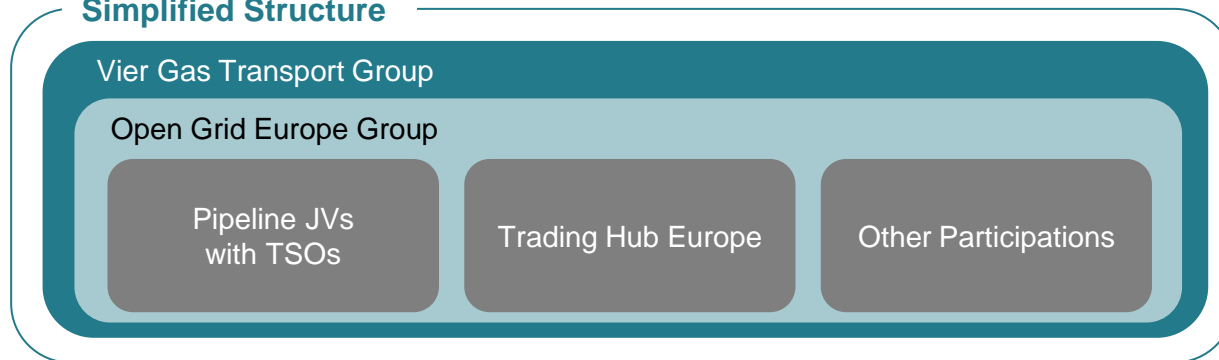 Simplified Structure
Vier Gas Transport Group
Open Grid Europe Group
Pipeline JVs
with TSOs
Trading Hub Europe
Other Participations